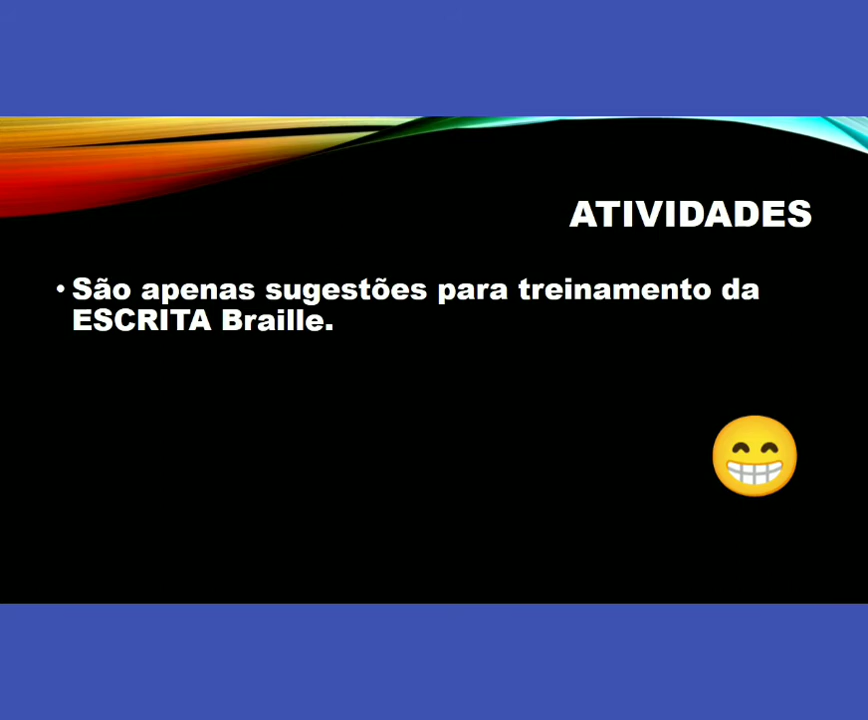 ATIVIDADES
• São apenas sugestões para treinamento da
ESCRITA Braille.